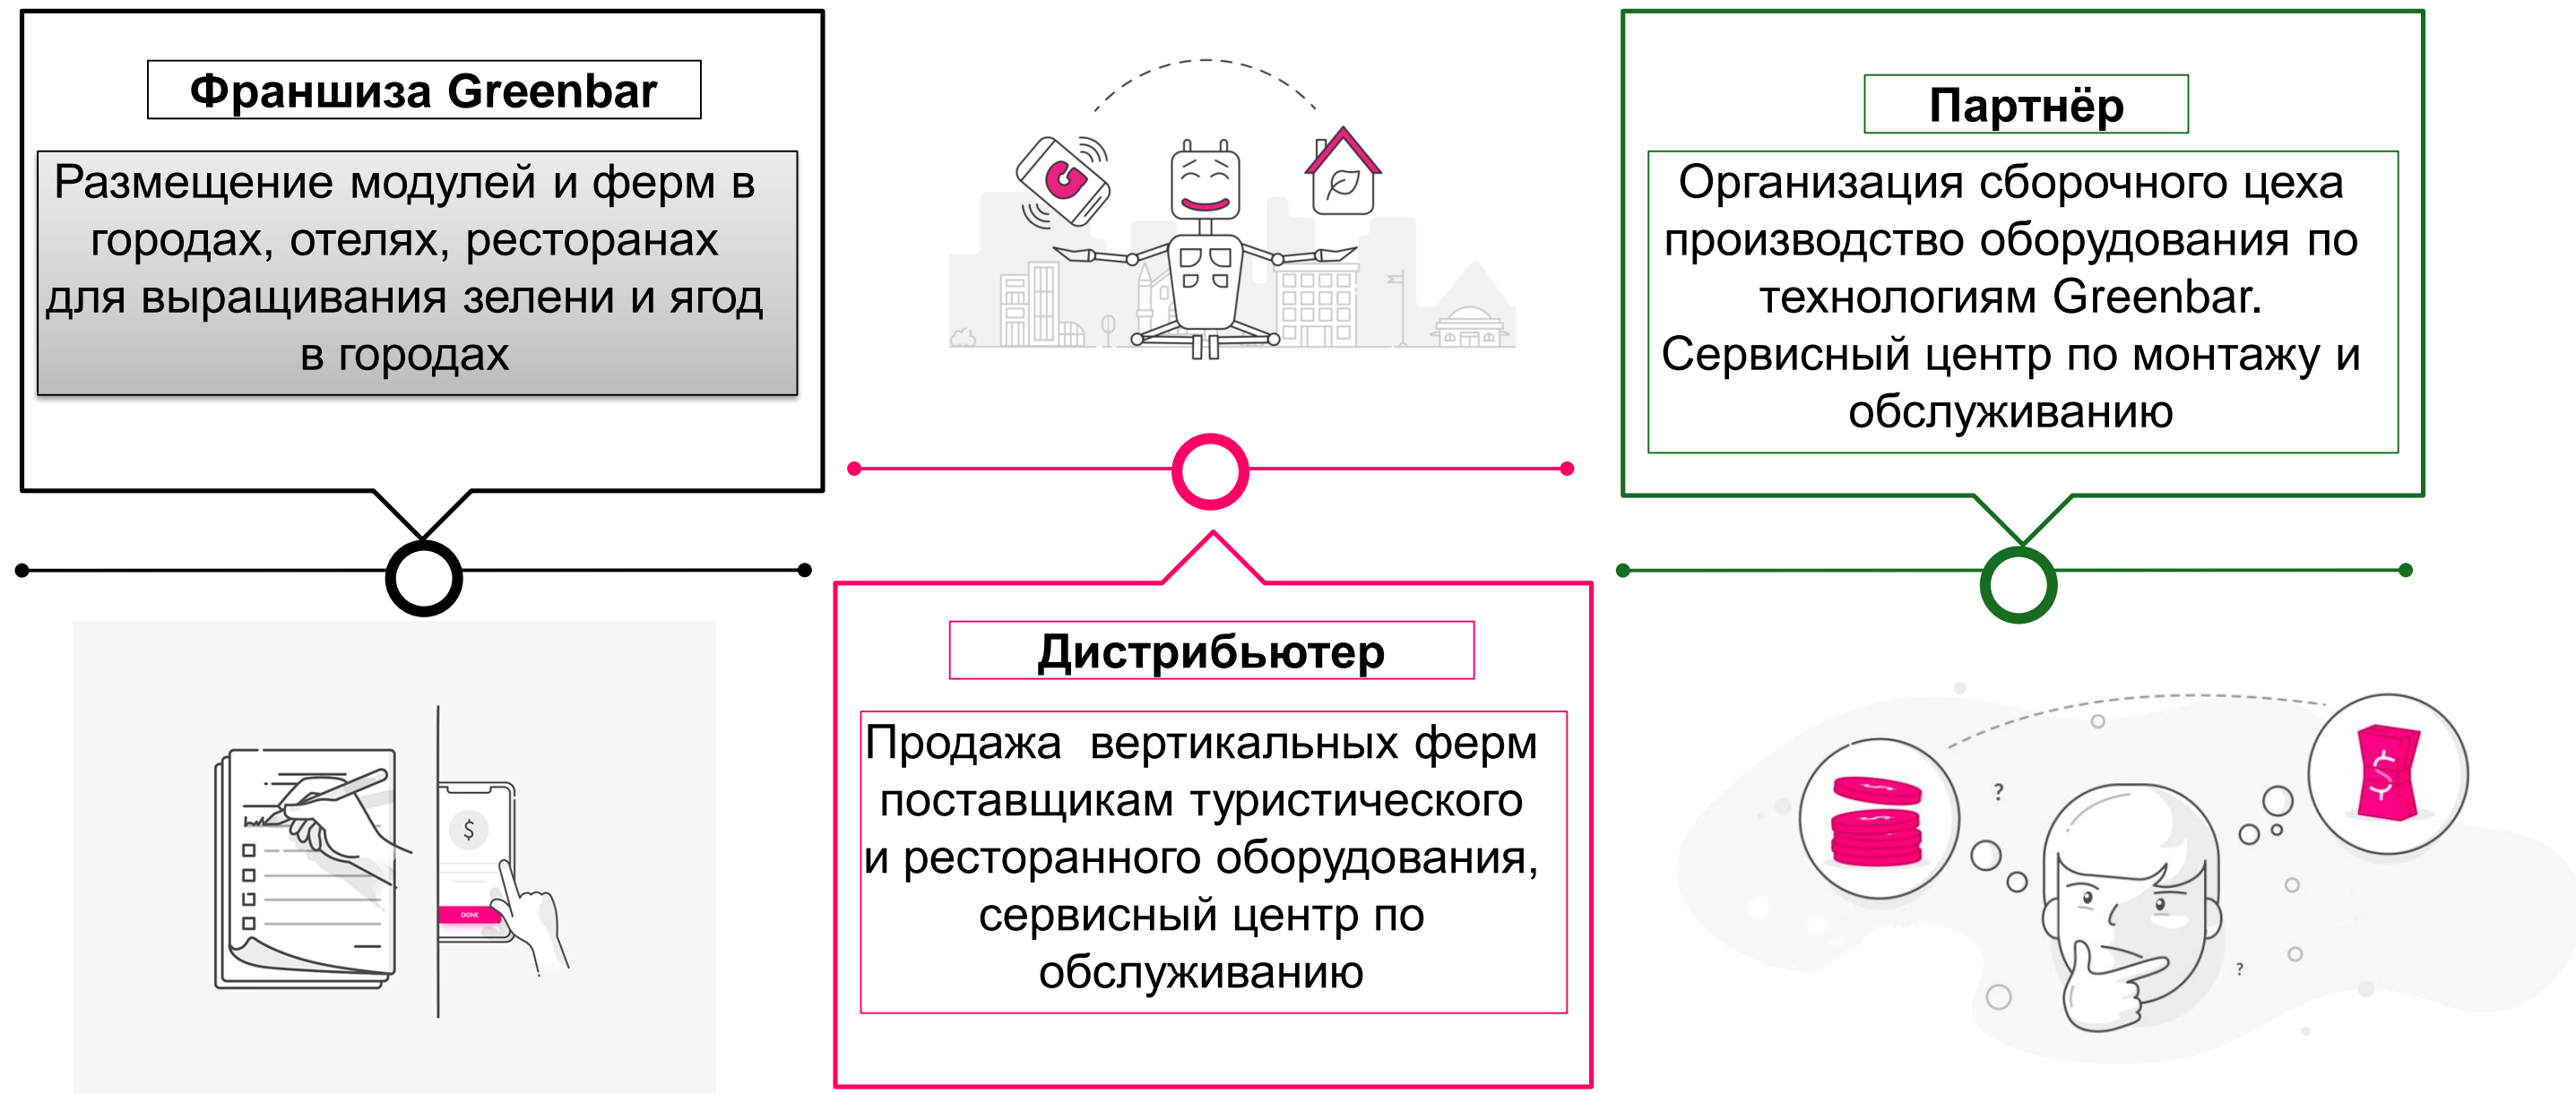 Франшиза Greenbar
Размещение модулей и ферм в
городах, отелях, ресторанах
для выращивания зелени и ягод
в городах
Партнёр
Организация сборочного цеха
производство оборудования по
технологиям Greenbar.
Сервисный центр по монтажу и
обслуживанию
Дистрибьютер
Продажа  вертикальных ферм
поставщикам туристического
и ресторанного оборудования,
сервисный центр по
обслуживанию
$
DONE
?
$
?